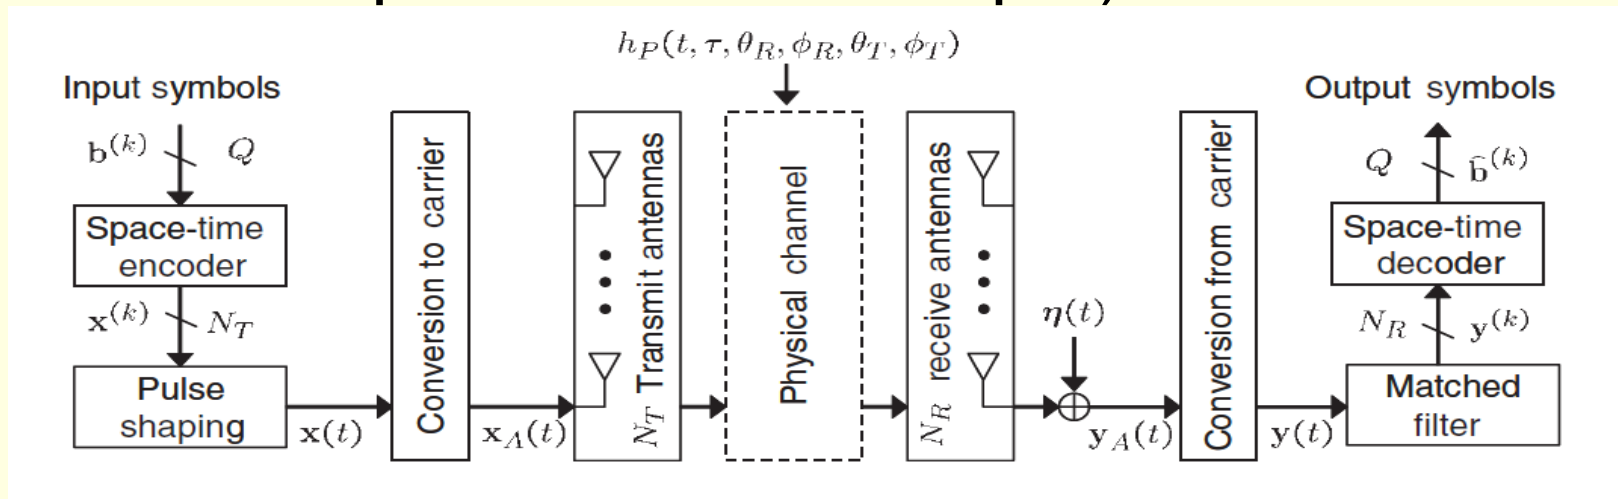 h_P(t, τ, θ_R, ϕ_R, θ_T, ϕ_T)
Input symbols
b^(k) Q
Space-time
encoder
x^(k) N_T
Pulse
shaping
x(t)
Conversion to carrier
x_A(t)
N_T Transmit antennas
Physical channel
N_R receive antennas
η(t)
y_A(t)
Conversion from carrier
y(t)
Output symbols
Q b̂^(k)
Space-time
decoder
N_R y^(k)
Matched
filter